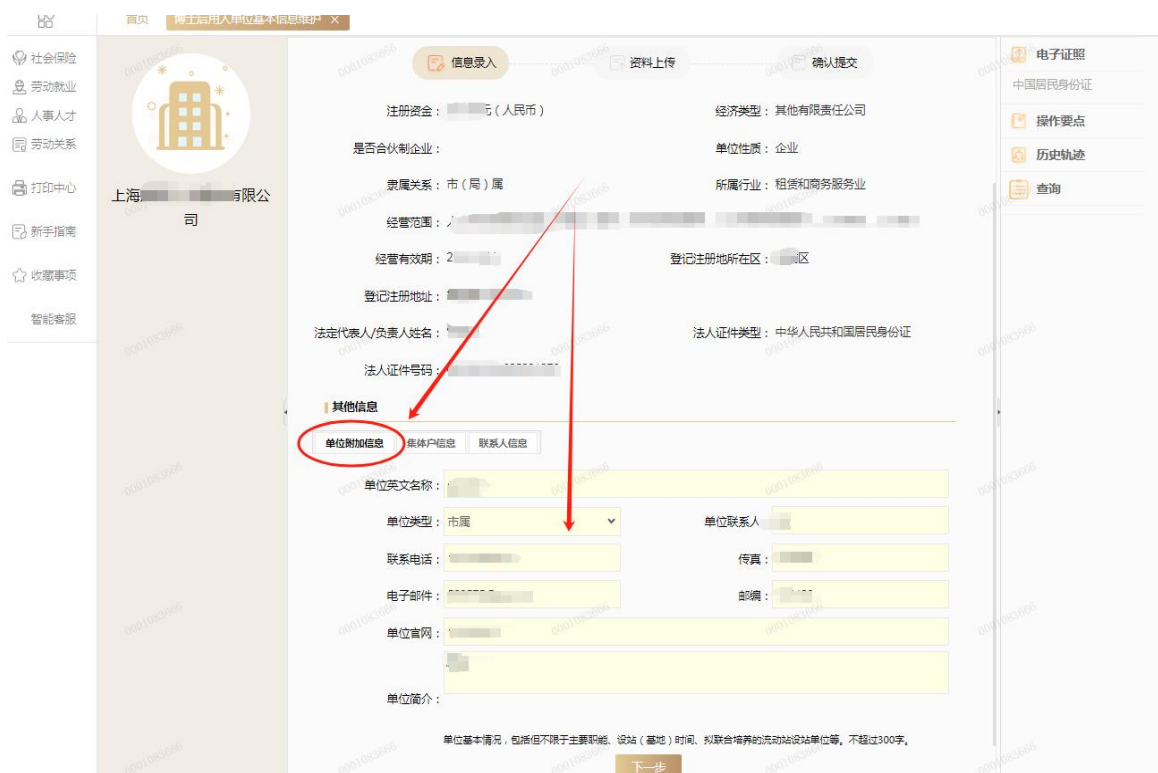 首页 博士后用人单位基本信息维护 ×
社会保险
劳动就业
人事人才
劳动关系
打印中心
新手指南
收藏事项
智能客服
上海 有限公
司
信息录入 资料上传 确认提交
注册资金： 元(人民币) 经济类型：其他有限责任公司
是否合伙制企业： 单位性质：企业
隶属关系：市(局)属 所属行业：租赁和商务服务业
经营范围：
经营有效期：2 登记注册地所在区： 区
登记注册地址：
法定代表人/负责人姓名： 法人证件类型：中华人民共和国居民身份证
法人证件号码：
其他信息
单位附加信息 集体户信息 联系人信息
单位英文名称：
单位类型：市属 单位联系人
联系电话： 传真：
电子邮件： 邮编：
单位官网：
单位简介：
单位基本情况，包括但不限于主要职能、设站(基地)时间、拟联合培养的流动站设站单位等。不超过300字。
下一步
电子证照
中国居民身份证
操作要点
历史轨迹
查询
0001083666